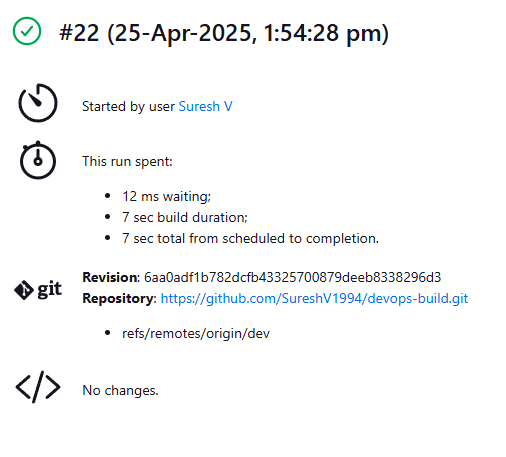 #22 (25-Apr-2025, 1:54:28 pm)
Started by user Suresh V
This run spent:
12 ms waiting;
7 sec build duration;
7 sec total from scheduled to completion.
git
Revision: 6aa0adf1b782dcfb43325700879deeb8338296d3
Repository: https://github.com/SureshV1994/devops-build.git
refs/remotes/origin/dev
No changes.